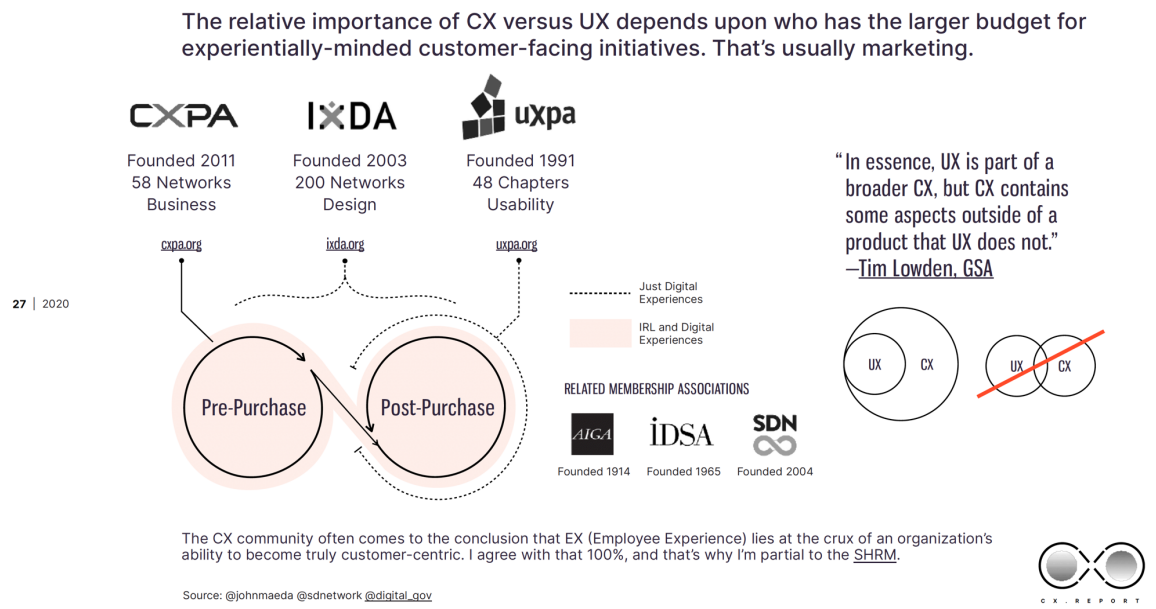 The relative importance of CX versus UX depends upon who has the larger budget for
experientially-minded customer-facing initiatives. That’s usually marketing.
CXPA
Founded 2011
58 Networks
Business
cxpa.org
IXDA
Founded 2003
200 Networks
Design
ixda.org
uxpa
Founded 1991
48 Chapters
Usability
uxpa.org
“In essence, UX is part of a
broader CX, but CX contains
some aspects outside of a
product that UX does not.”
—Tim Lowden, GSA
27 | 2020
Just Digital
Experiences
IRL and Digital
Experiences
Pre-Purchase
Post-Purchase
UX
CX
UX
CX
RELATED MEMBERSHIP ASSOCIATIONS
AIGA
Founded 1914
iDSA
Founded 1965
SDN
Founded 2004
The CX community often comes to the conclusion that EX (Employee Experience) lies at the crux of an organization’s
ability to become truly customer-centric. I agree with that 100%, and that’s why I’m partial to the SHRM.
Source: @johnmaeda @sdnetwork @digital_gov
CX.REPORT